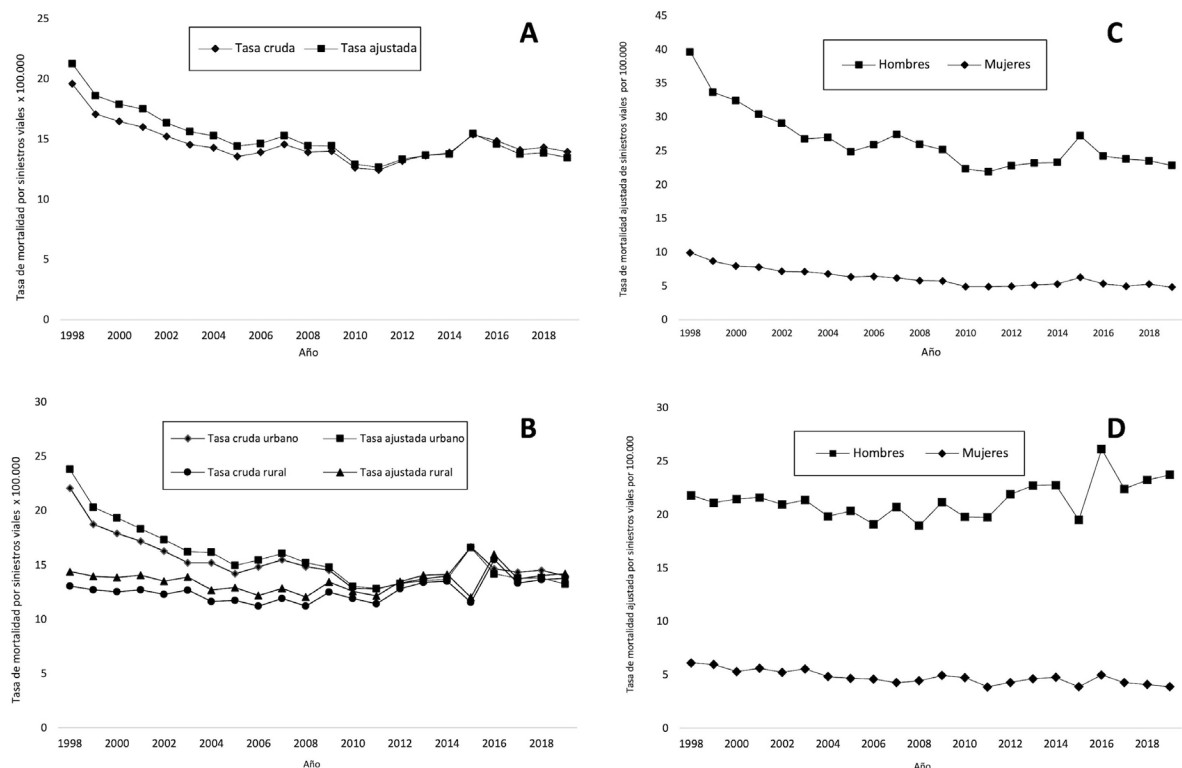 A
Tasa cruda Tasa ajustada
Tasa de mortalidad por siniestros viales x 100.000
25
20
15
10
5
0
1998 2000 2002 2004 2006 2008 2010 2012 2014 2016 2018
Año
C
Hombres Mujeres
Tasa de mortalidad ajustada de siniestros viales por 100.000
45
40
35
30
25
20
15
10
5
0
1998 2000 2002 2004 2006 2008 2010 2012 2014 2016 2018
Año
B
Tasa cruda urbano Tasa ajustada urbano
Tasa cruda rural Tasa ajustada rural
Tasa de mortalidad por siniestros viales x 100.000
30
25
20
15
10
5
0
1998 2000 2002 2004 2006 2008 2010 2012 2014 2016 2018
Año
D
Hombres Mujeres
Tasa de mortalidad ajustada por siniestros viales por 100.000
30
25
20
15
10
5
0
1998 2000 2002 2004 2006 2008 2010 2012 2014 2016 2018
Año